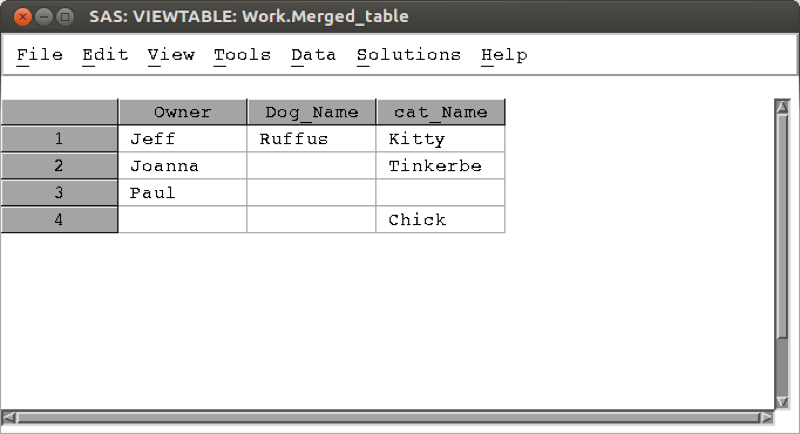 SAS: VIEWTABLE: Work.Merged_table
File Edit View Tools Data Solutions Help
Owner Dog_Name cat_Name
1 Jeff Ruffus Kitty
2 Joanna Tinkerbe
3 Paul
4 Chick